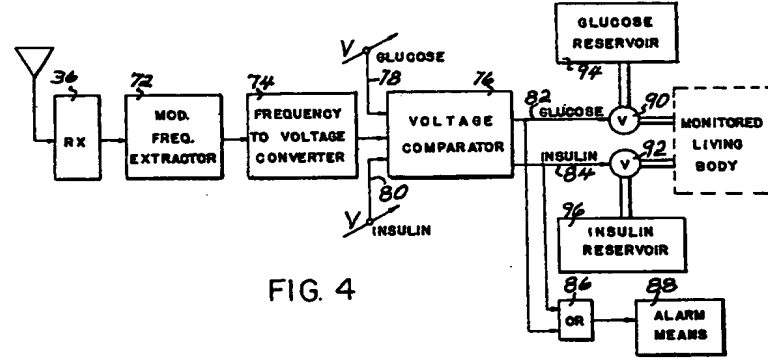 GLUCOSE
RESERVOIR
94
V
GLUCOSE
78
36
RX
72
MOD.
FREQ.
EXTRACTOR
74
FREQUENCY
TO VOLTAGE
CONVERTER
76
VOLTAGE
COMPARATOR
82
GLUCOSE
V
90
MONITORED
LIVING
BODY
INSULIN
84
V
92
80
V
INSULIN
96
INSULIN
RESERVOIR
86
OR
88
ALARM
MEANS
FIG. 4